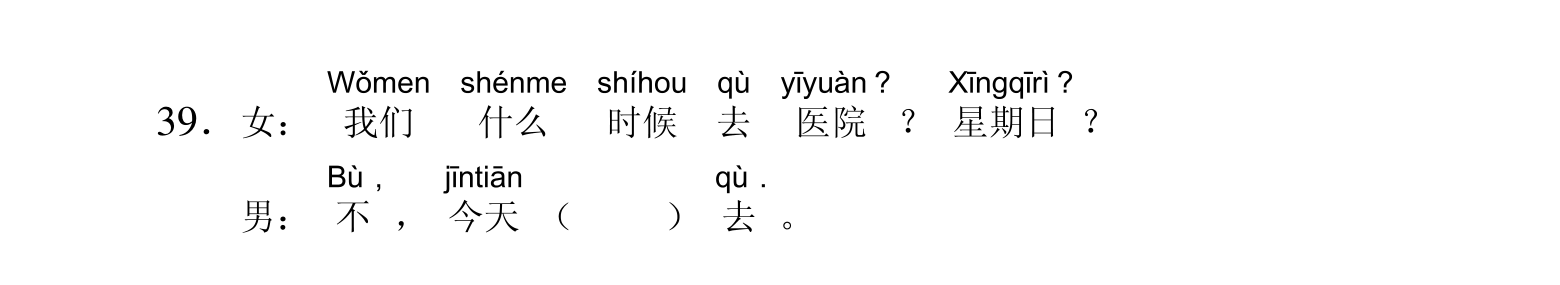 Wǒmen shénme shíhou qù yīyuàn? Xīngqīrì?
39. 女: 我们 什么 时候 去 医院 ? 星期日 ?
Bù, jīntiān qù.
男: 不 , 今天 （ ） 去 。